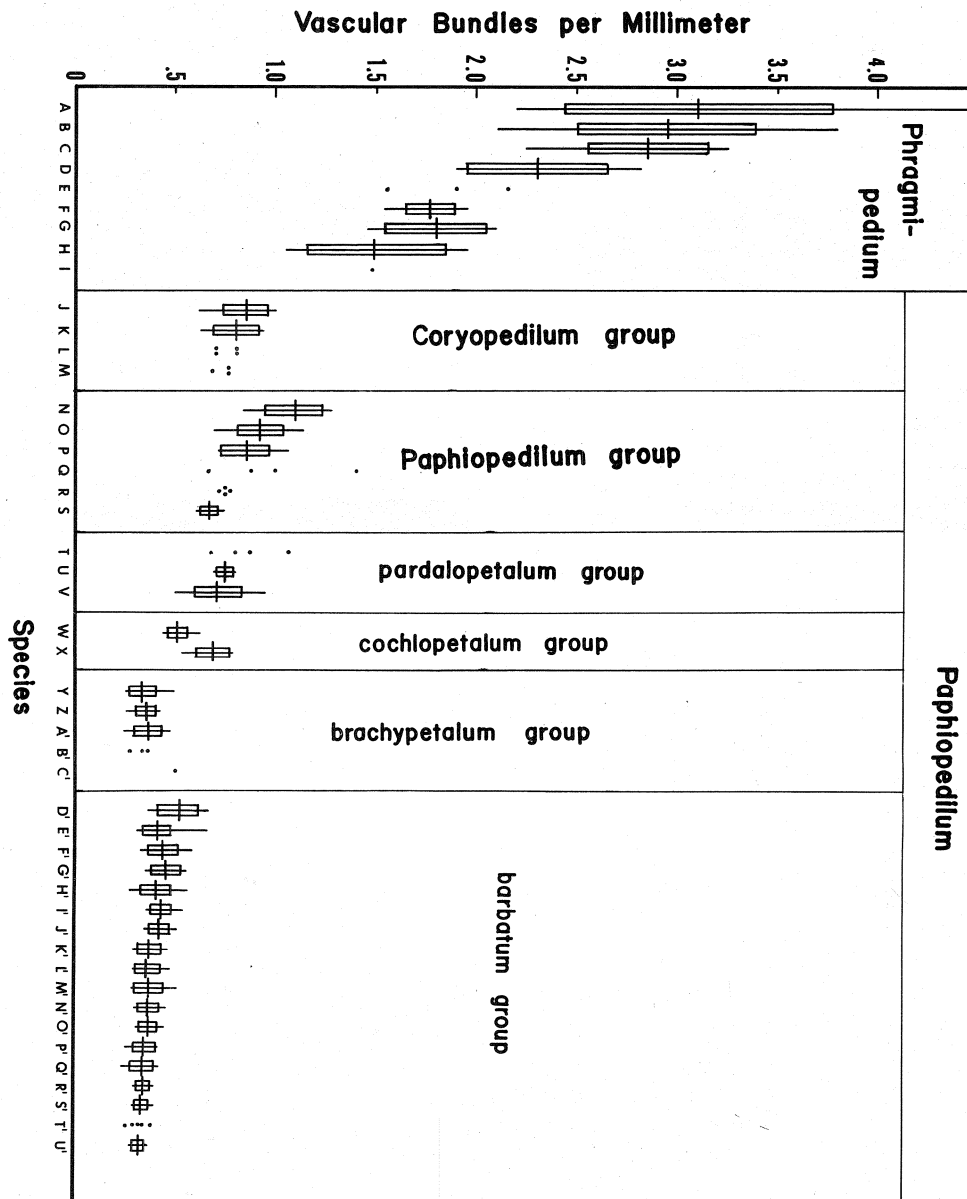 Vascular Bundles per Millimeter
0 .5 1.0 1.5 2.0 2.5 3.0 3.5 4.0
A
B
C
D
E
F
G
H
I
Phragmi-
pedium
J
K
L
M
Coryopedilum group
N
O
P
Q
R
S
Paphiopedilum group
T
U
V
pardalopetalum group
W
X
cochlopetalum group
Y
Z
A'
B'
C'
brachypetalum group
D'
E'
F'
G'
H'
I'
J'
K'
L'
M'
N'
O'
P'
Q'
R'
S'
T'
U'
barbatum group
Paphiopedilum
Species